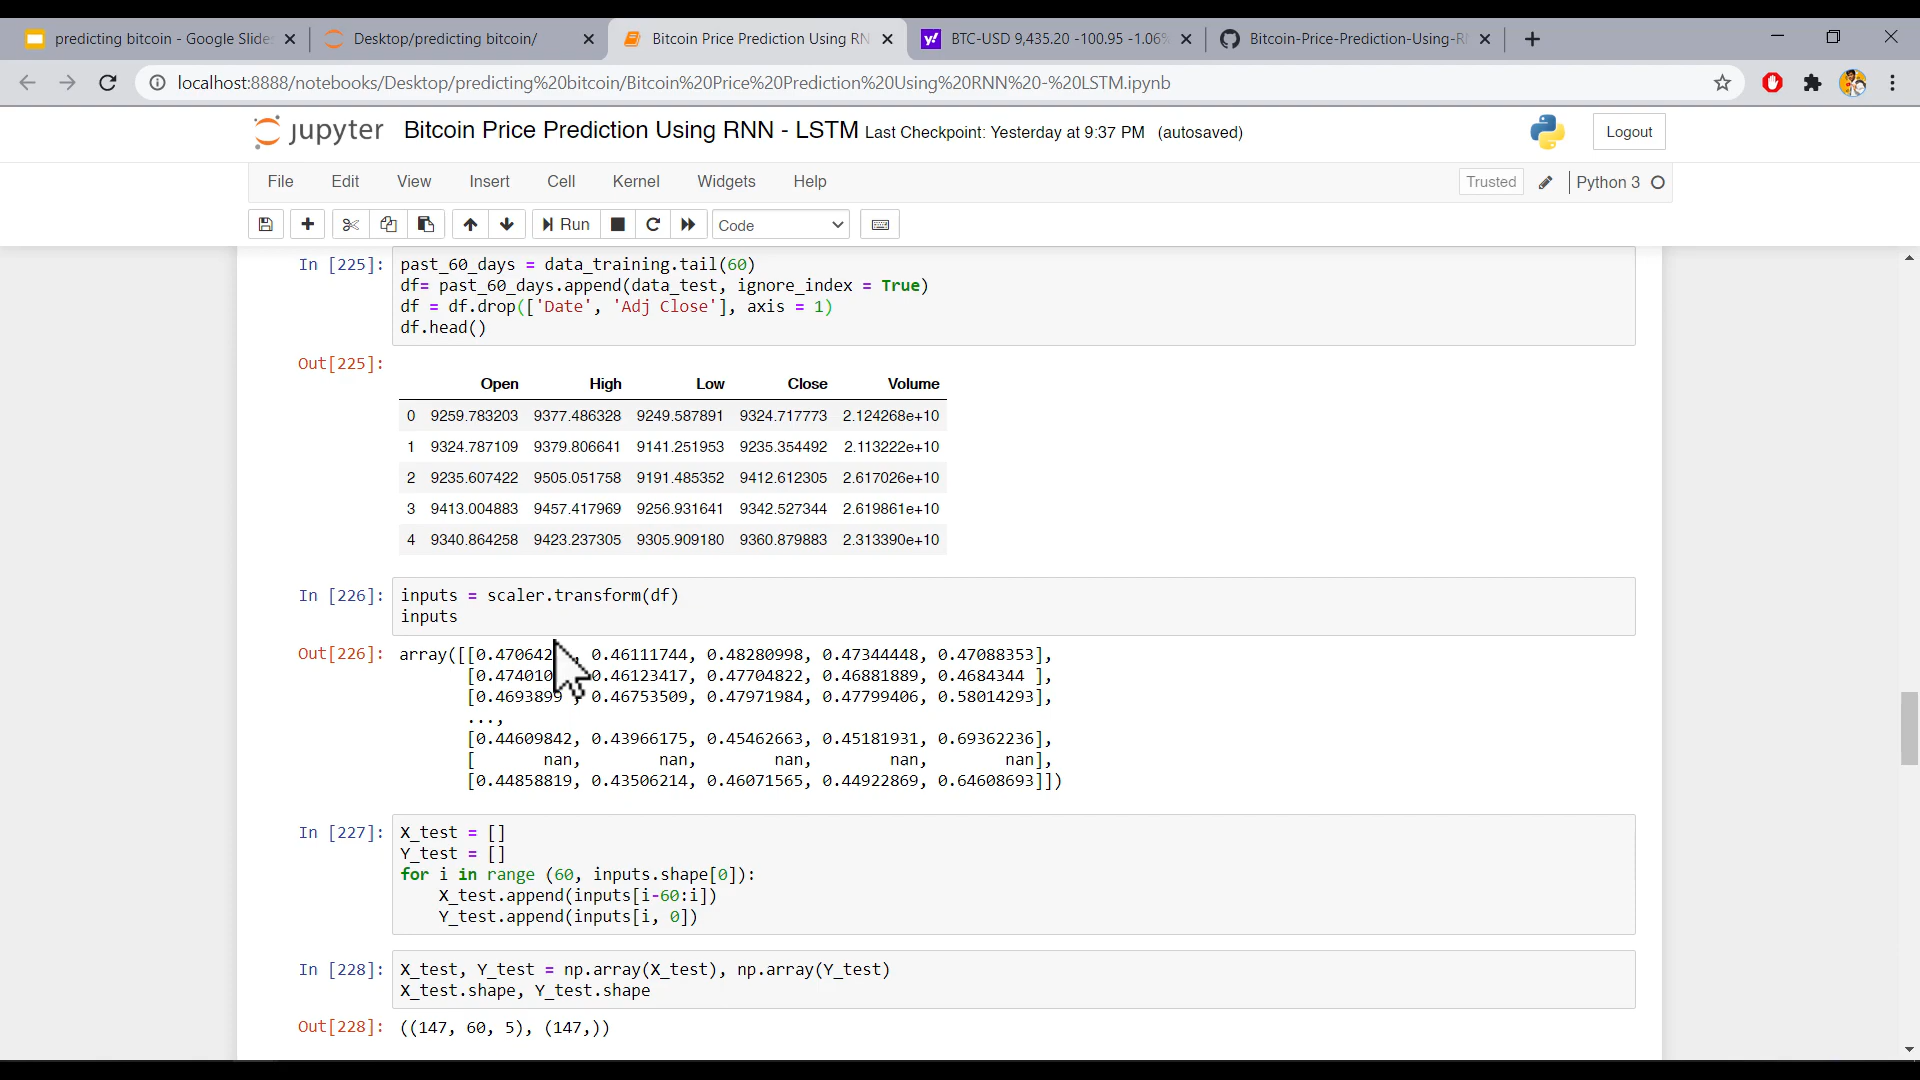 predicting bitcoin - Google Slide
Desktop/predicting bitcoin/
Bitcoin Price Prediction Using RN
BTC-USD 9,435.20 -100.95 -1.06%
Bitcoin-Price-Prediction-Using-R
localhost:8888/notebooks/Desktop/predicting%20bitcoin/Bitcoin%20Price%20Prediction%20Using%20RNN%20-%20LSTM.ipynb
jupyter Bitcoin Price Prediction Using RNN - LSTM Last Checkpoint: Yesterday at 9:37 PM (autosaved)
Logout
File Edit View Insert Cell Kernel Widgets Help
Trusted Python 3
Run Code
In [225]: past_60_days = data_training.tail(60)
df= past_60_days.append(data_test, ignore_index = True)
df = df.drop(['Date', 'Adj Close'], axis = 1)
df.head()
Out[225]:
Open High Low Close Volume
0 9259.783203 9377.486328 9249.587891 9324.717773 2.124268e+10
1 9324.787109 9379.806641 9141.251953 9235.354492 2.113222e+10
2 9235.607422 9505.051758 9191.485352 9412.612305 2.617026e+10
3 9413.004883 9457.417969 9256.931641 9342.527344 2.619861e+10
4 9340.864258 9423.237305 9305.909180 9360.879883 2.313390e+10
In [226]: inputs = scaler.transform(df)
inputs
Out[226]: array([[0.470642 , 0.46111744, 0.48280998, 0.47344448, 0.47088353],
[0.474010 0.46123417, 0.47704822, 0.46881889, 0.4684344 ],
[0.4693899 , 0.46753509, 0.47971984, 0.47799406, 0.58014293],
...,
[0.44609842, 0.43966175, 0.45462663, 0.45181931, 0.69362236],
[ nan, nan, nan, nan, nan],
[0.44858819, 0.43506214, 0.46071565, 0.44922869, 0.64608693]])
In [227]: X_test = []
Y_test = []
for i in range (60, inputs.shape[0]):
X_test.append(inputs[i-60:i])
Y_test.append(inputs[i, 0])
In [228]: X_test, Y_test = np.array(X_test), np.array(Y_test)
X_test.shape, Y_test.shape
Out[228]: ((147, 60, 5), (147,))